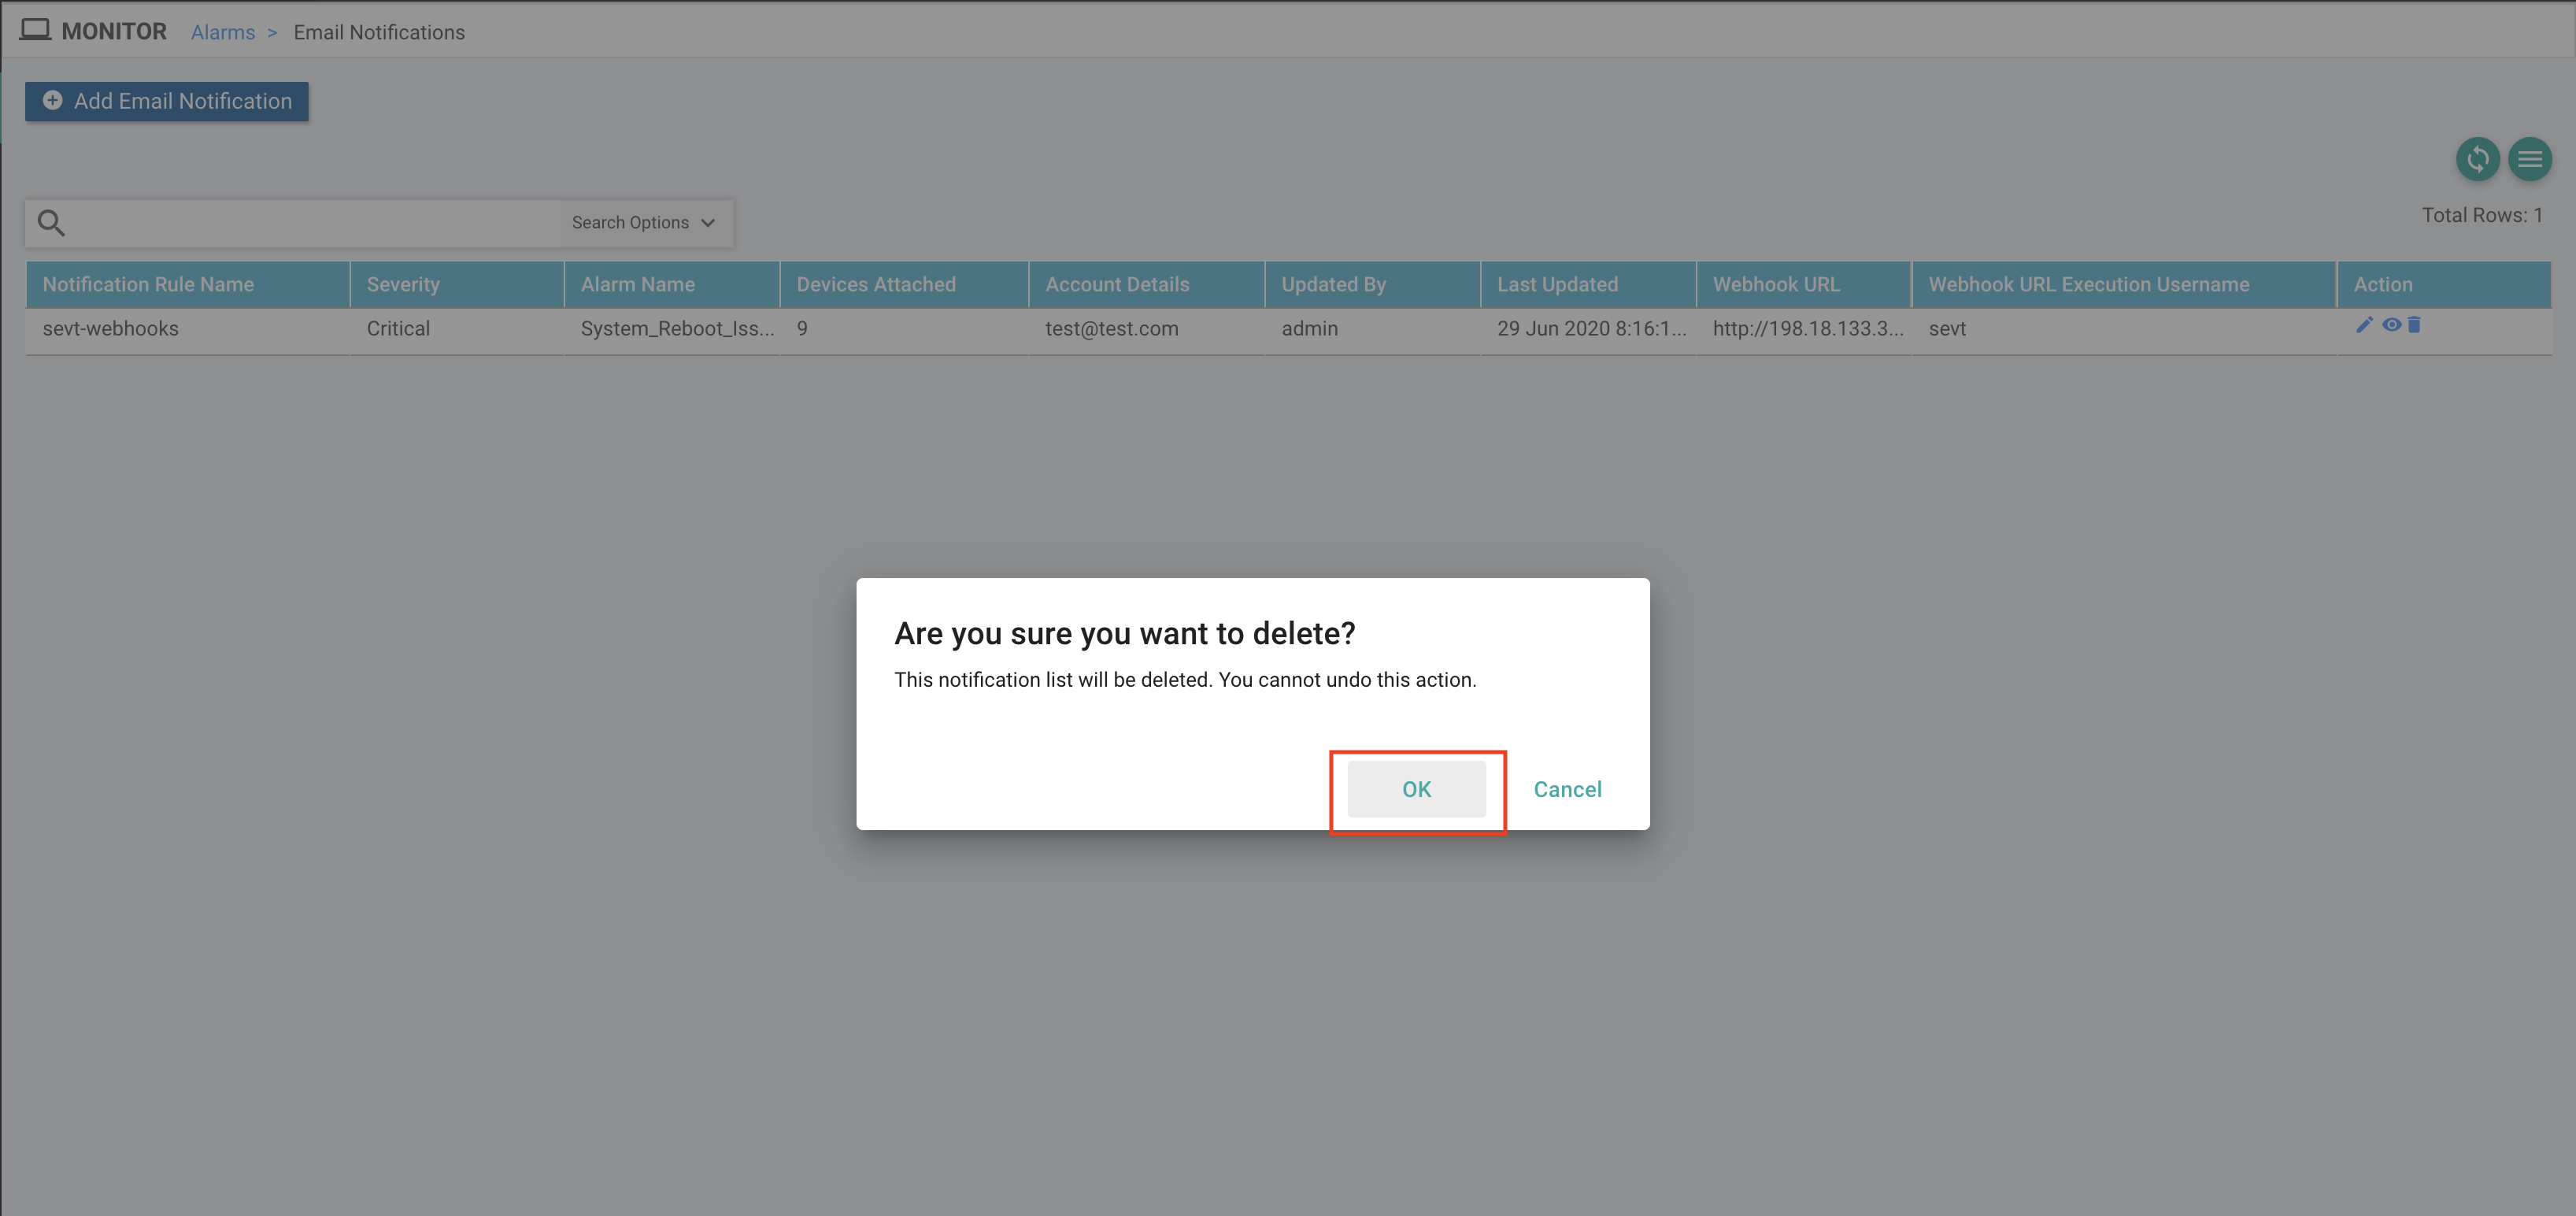 MONITOR Alarms > Email Notifications
Add Email Notification
Search Options
Total Rows: 1
Notification Rule Name Severity Alarm Name Devices Attached Account Details Updated By Last Updated Webhook URL Webhook URL Execution Username Action
sevt-webhooks Critical System_Reboot_Iss... 9 test@test.com admin 29 Jun 2020 8:16:1... http://198.18.133.3... sevt
Are you sure you want to delete?
This notification list will be deleted. You cannot undo this action.
OK Cancel